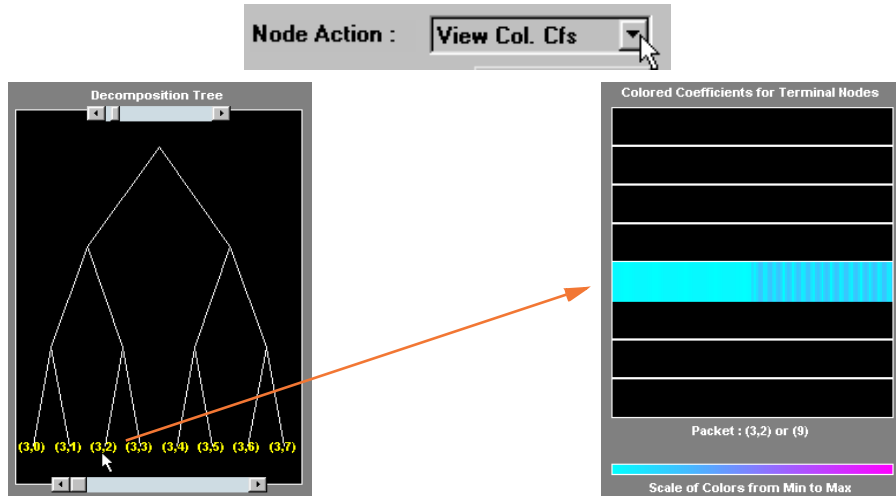 Node Action : View Col. Cfs
Decomposition Tree
(3,0) (3,1) (3,2) (3,3) (3,4) (3,5) (3,6) (3,7)
Colored Coefficients for Terminal Nodes
Packet : (3,2) or (9)
Scale of Colors from Min to Max